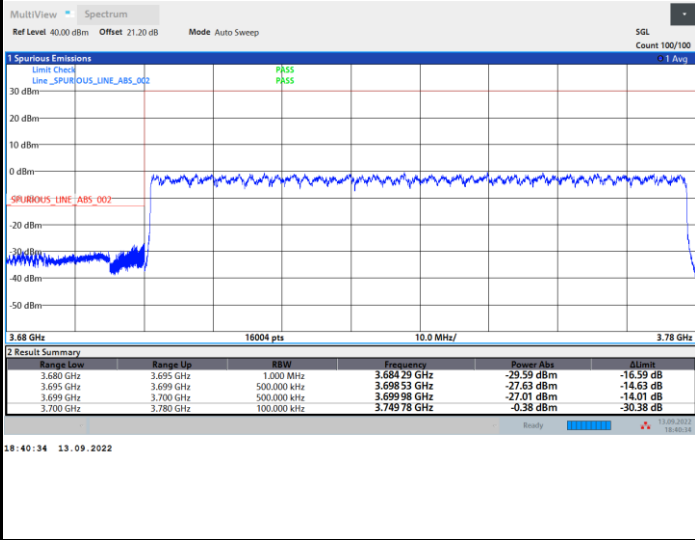 MultiView Spectrum
Ref Level 40.00 dBm Offset 21.20 dB Mode Auto Sweep SGL
Count 100/100
1 Spurious Emissions 1 Avg
Limit Check PASS
Line _SPURIOUS_LINE_ABS_002 PASS
30 dBm
20 dBm
10 dBm
0 dBm
_SPURIOUS_LINE_ABS_002
-20 dBm
-30 dBm
-40 dBm
-50 dBm
3.68 GHz 16004 pts 10.0 MHz/ 3.78 GHz
2 Result Summary
Range Low Range Up RBW Frequency Power Abs ΔLimit
3.680 GHz 3.695 GHz 1.000 MHz 3.684 29 GHz -29.59 dBm -16.59 dB
3.695 GHz 3.699 GHz 500.000 kHz 3.698 53 GHz -27.63 dBm -14.63 dB
3.699 GHz 3.700 GHz 500.000 kHz 3.699 98 GHz -27.01 dBm -14.01 dB
3.700 GHz 3.780 GHz 100.000 kHz 3.749 78 GHz -0.38 dBm -30.38 dB
Ready 13.09.2022
18:40:34
18:40:34 13.09.2022